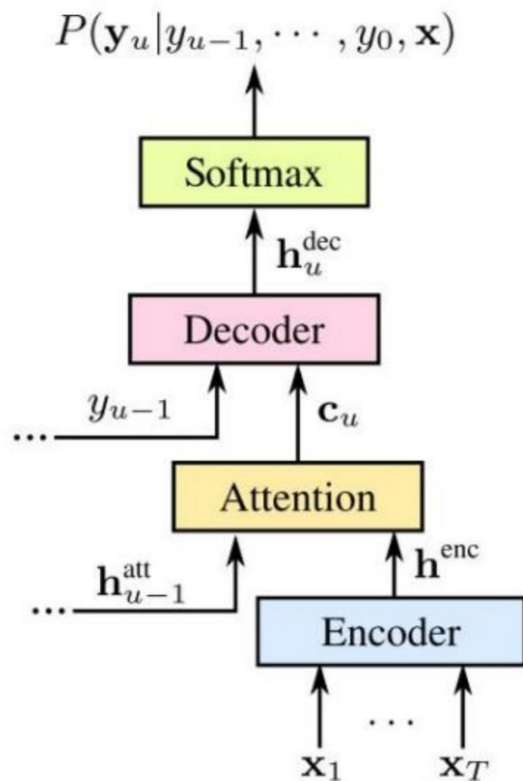 P(y_u|y_{u-1}, ⋯ , y_0, x)
Softmax
h_u^{dec}
Decoder
y_{u-1}
...
c_u
Attention
h_{u-1}^{att}
...
h^{enc}
Encoder
...
x_1 x_T